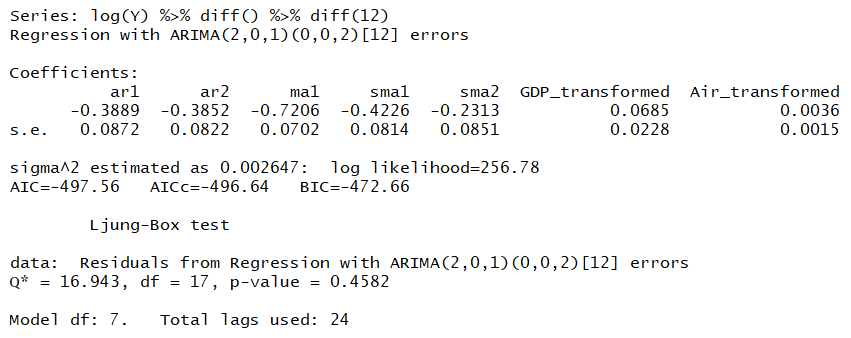 Series: log(Y) %>% diff() %>% diff(12)
Regression with ARIMA(2,0,1)(0,0,2)[12] errors
Coefficients:
ar1 ar2 ma1 sma1 sma2 GDP_transformed Air_transformed
-0.3889 -0.3852 -0.7206 -0.4226 -0.2313 0.0685 0.0036
s.e. 0.0872 0.0822 0.0702 0.0814 0.0851 0.0228 0.0015
sigma^2 estimated as 0.002647: log likelihood=256.78
AIC=-497.56 AICc=-496.64 BIC=-472.66
Ljung-Box test
data: Residuals from Regression with ARIMA(2,0,1)(0,0,2)[12] errors
Q* = 16.943, df = 17, p-value = 0.4582
Model df: 7. Total lags used: 24